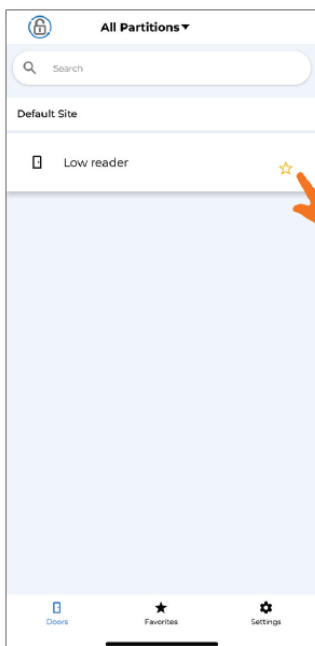 All Partitions▼
Search
Default Site
Low reader
Doors
Favorites
Settings